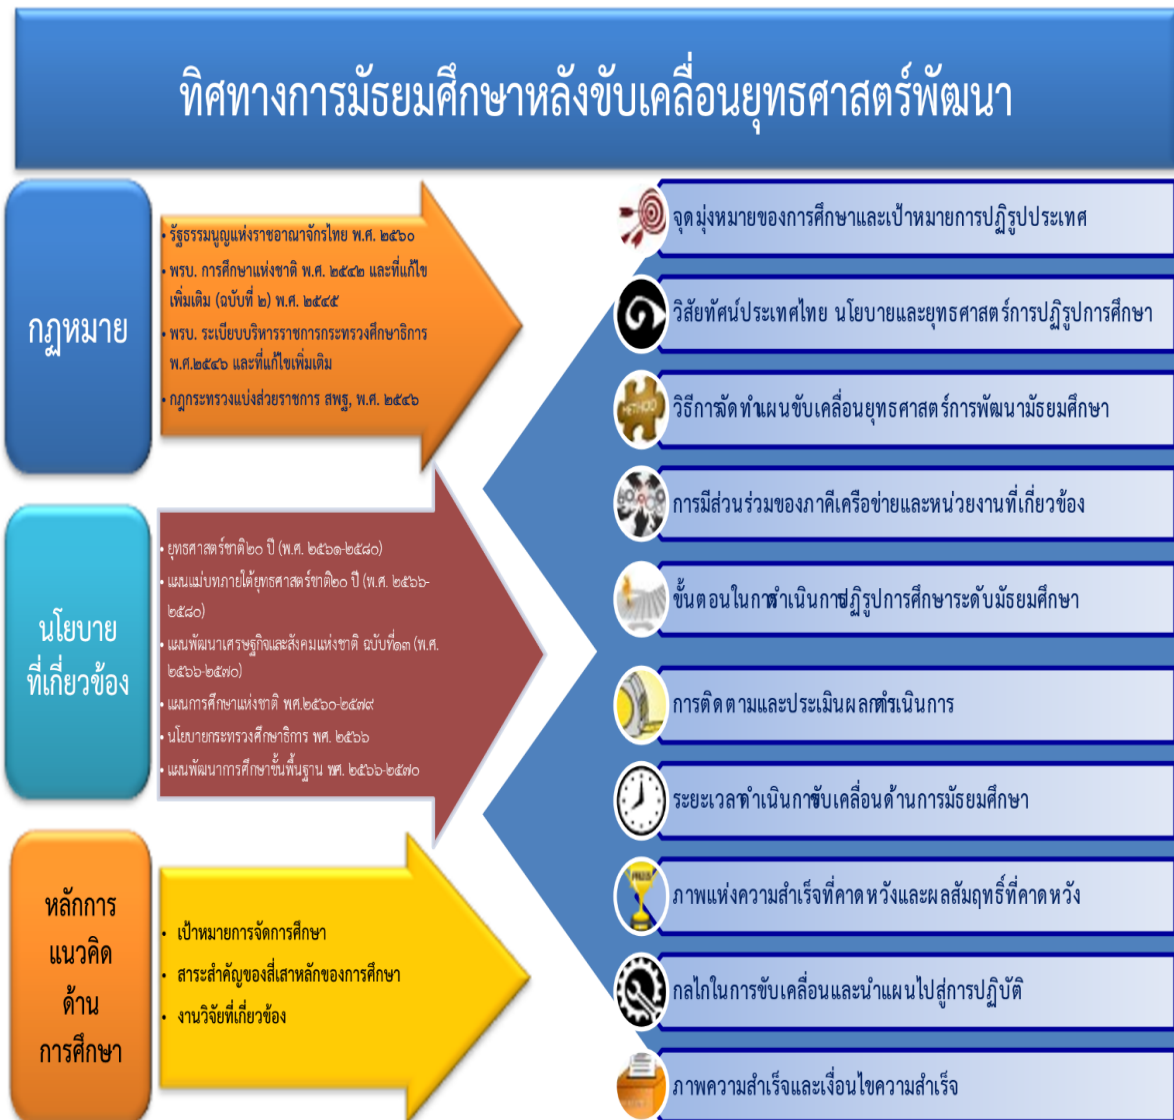 ทิศทางการมัธยมศึกษาหลังขับเคลื่อนยุทธศาสตร์พัฒนา
กฎหมาย
• รัฐธรรมนูญแห่งราชอาณาจักรไทย พ.ศ. ๒๕๖๐
• พรบ. การศึกษาแห่งชาติ พ.ศ. ๒๕๔๒ และที่แก้ไข
เพิ่มเติม (ฉบับที่ ๒) พ.ศ. ๒๕๔๕
• พรบ. ระเบียบบริหารราชการกระทรวงศึกษาธิการ
พ.ศ.๒๕๔๖ และที่แก้ไขเพิ่มเติม
• กฎกระทรวงแบ่งส่วยราชการ สพฐ, พ.ศ. ๒๕๔๖
นโยบาย
ที่เกี่ยวข้อง
• ยุทธศาสตร์ชาติ๒๐ ปี (พ.ศ. ๒๕๖๑-๒๕๘๐)
• แผนแม่บทภายใต้ยุทธศาสตร์ชาติ๒๐ ปี (พ.ศ. ๒๕๖๖-
๒๕๘๐)
• แผนพัฒนาเศรษฐกิจและสังคมแห่งชาติ ฉบับที่๑๓ (พ.ศ.
๒๕๖๖-๒๕๗๐)
• แผนการศึกษาแห่งชาติ พศ.๒๕๖๐-๒๕๗๙
• นโยบายกระทรวงศึกษาธิการ พศ. ๒๕๖๖
• แผนพัฒนาการศึกษาขั้นพื้นฐาน พศ. ๒๕๖๖-๒๕๗๐
หลักการ
แนวคิด
ด้าน
การศึกษา
• เป้าหมายการจัดการศึกษา
• สาระสำคัญของสี่เสาหลักของการศึกษา
• งานวิจัยที่เกี่ยวข้อง
จุดมุ่งหมายของการศึกษาและเป้าหมายการปฏิรูปประเทศ
วิสัยทัศน์ประเทศไทย นโยบายและยุทธศาสตร์การปฏิรูปการศึกษา
METHOD
วิธีการจัดทำแผนขับเคลื่อนยุทธศาสตร์การพัฒนามัธยมศึกษา
การมีส่วนร่วมของภาคีเครือข่ายและหน่วยงานที่เกี่ยวข้อง
ขั้นตอนในการดำเนินการปฏิรูปการศึกษาระดับมัธยมศึกษา
การติดตามและประเมินผลการดำเนินการ
ระยะเวลาดำเนินการขับเคลื่อนด้านการมัธยมศึกษา
ภาพแห่งความสำเร็จที่คาดหวังและผลสัมฤทธิ์ที่คาดหวัง
กลไกในการขับเคลื่อนและนำแผนไปสู่การปฏิบัติ
ภาพความสำเร็จและเงื่อนไขความสำเร็จ